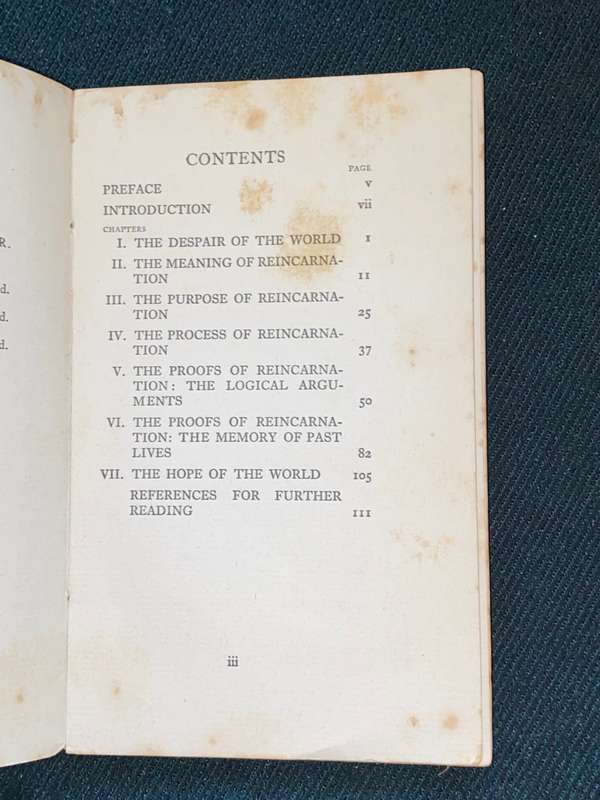 R.
d.
d.
d.
CONTENTS
PAGE
PREFACE v
INTRODUCTION vii
CHAPTERS
I. THE DESPAIR OF THE WORLD 1
II. THE MEANING OF REINCARNA-
TION 11
III. THE PURPOSE OF REINCARNA-
TION 25
IV. THE PROCESS OF REINCARNA-
TION 37
V. THE PROOFS OF REINCARNA-
TION: THE LOGICAL ARGU-
MENTS 50
VI. THE PROOFS OF REINCARNA-
TION: THE MEMORY OF PAST
LIVES 82
VII. THE HOPE OF THE WORLD 105
REFERENCES FOR FURTHER
READING 111
iii